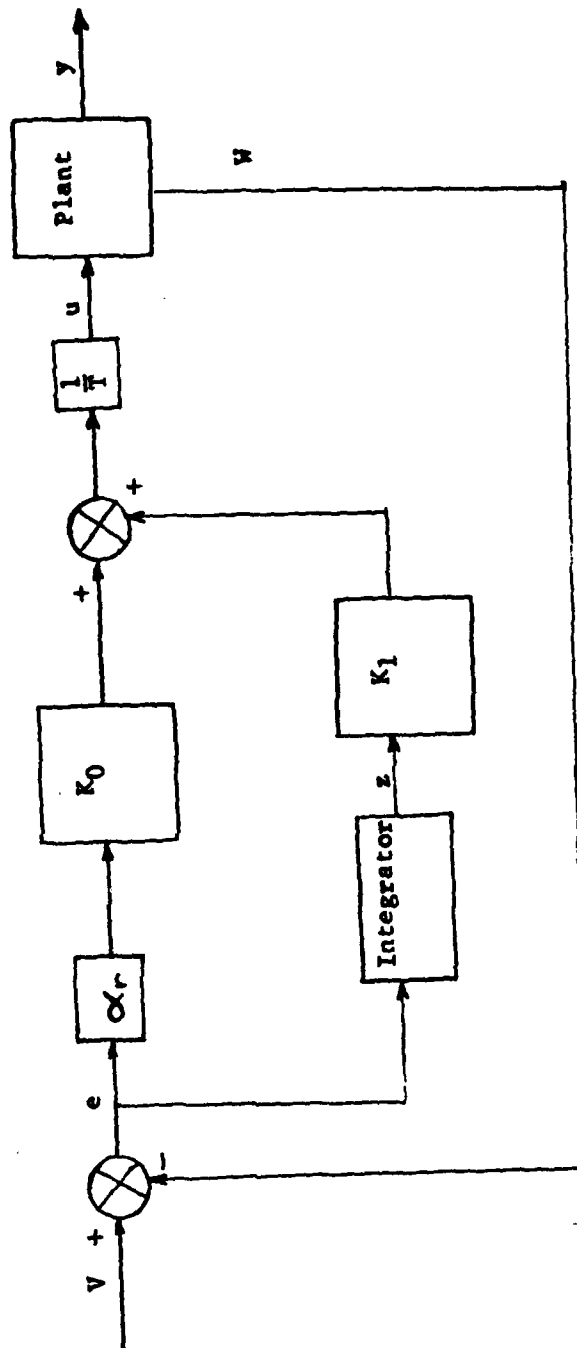 V
+
-
e
αr
K0
+
+
1/T
u
Plant
y
W
Integrator
z
K1